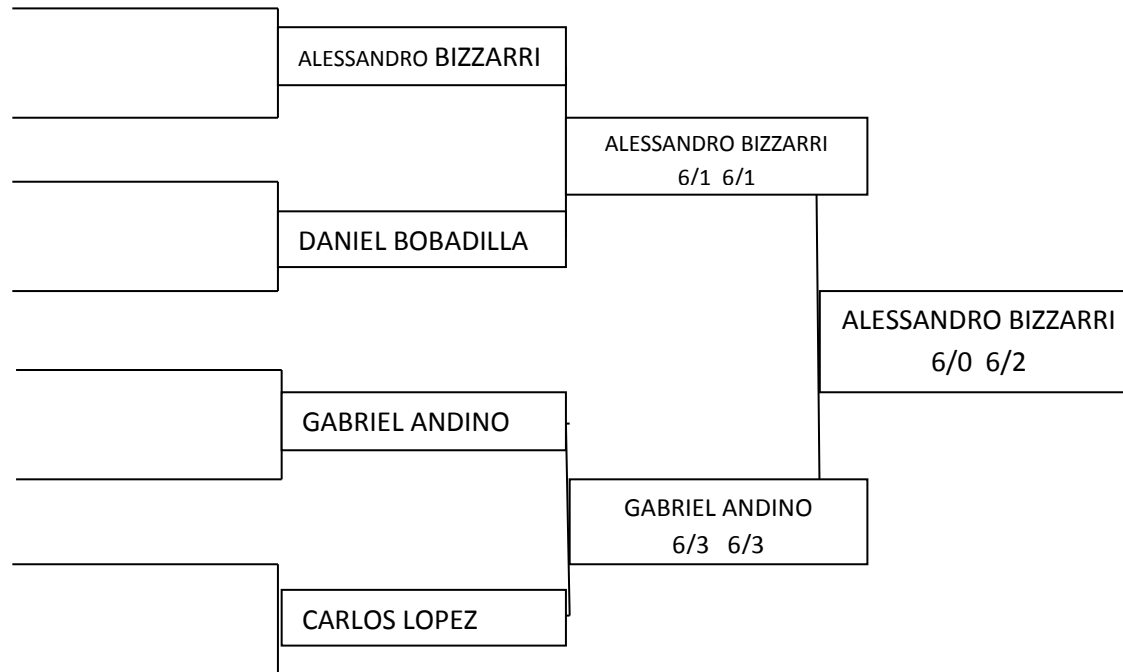 ALESSANDRO BIZZARRI
ALESSANDRO BIZZARRI
6/1 6/1
DANIEL BOBADILLA
ALESSANDRO BIZZARRI
6/0 6/2
GABRIEL ANDINO
GABRIEL ANDINO
6/3 6/3
CARLOS LOPEZ